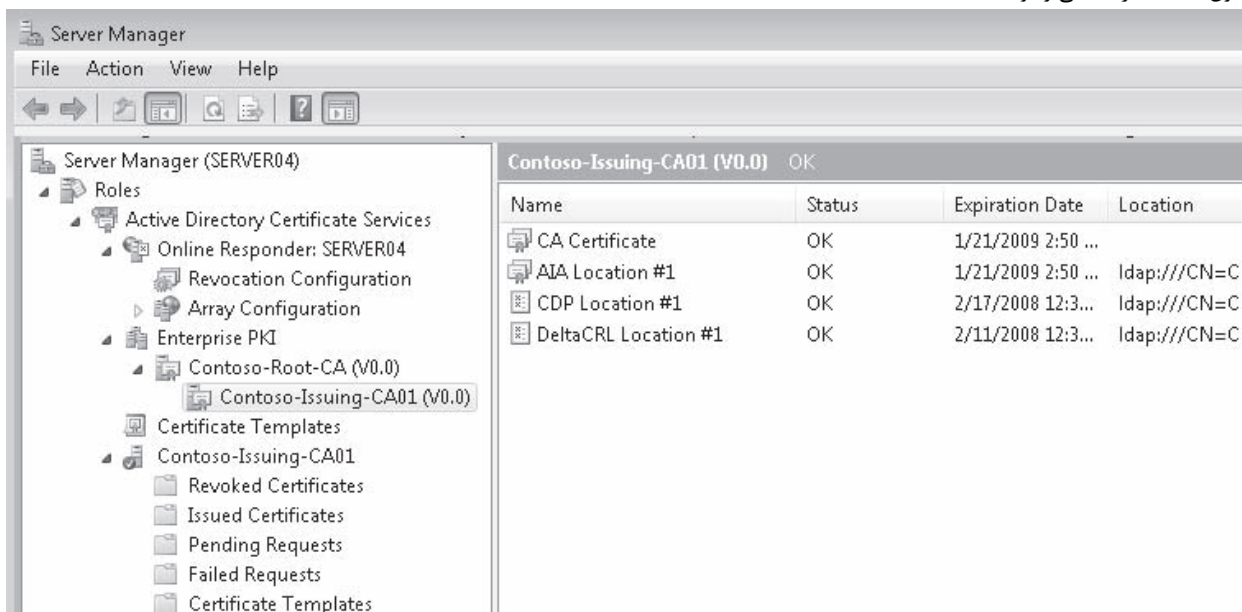 Server Manager
File Action View Help
Server Manager (SERVER04)
Roles
Active Directory Certificate Services
Online Responder: SERVER04
Revocation Configuration
Array Configuration
Enterprise PKI
Contoso-Root-CA (V0.0)
Contoso-Issuing-CA01 (V0.0)
Certificate Templates
Contoso-Issuing-CA01
Revoked Certificates
Issued Certificates
Pending Requests
Failed Requests
Certificate Templates
Contoso-Issuing-CA01 (V0.0) OK
Name Status Expiration Date Location
CA Certificate OK 1/21/2009 2:50 ...
AIA Location #1 OK 1/21/2009 2:50 ... ldap:///CN=C
CDP Location #1 OK 2/17/2008 12:3... ldap:///CN=C
DeltaCRL Location #1 OK 2/11/2008 12:3... ldap:///CN=C